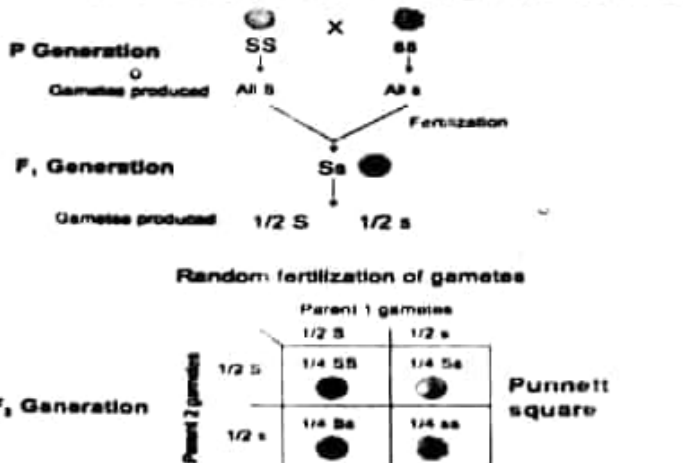 SS × ss
P Generation
Gametes produced All S All s
Fertilization
F₁ Generation Ss
Gametes produced 1/2 S 1/2 s
Random fertilization of gametes
Parent 1 gametes
1/2 S 1/2 s
1/2 S 1/4 SS 1/4 Ss
Parent 2 gametes
Generation
Punnett
square
1/2 s 1/4 Ss 1/4 ss